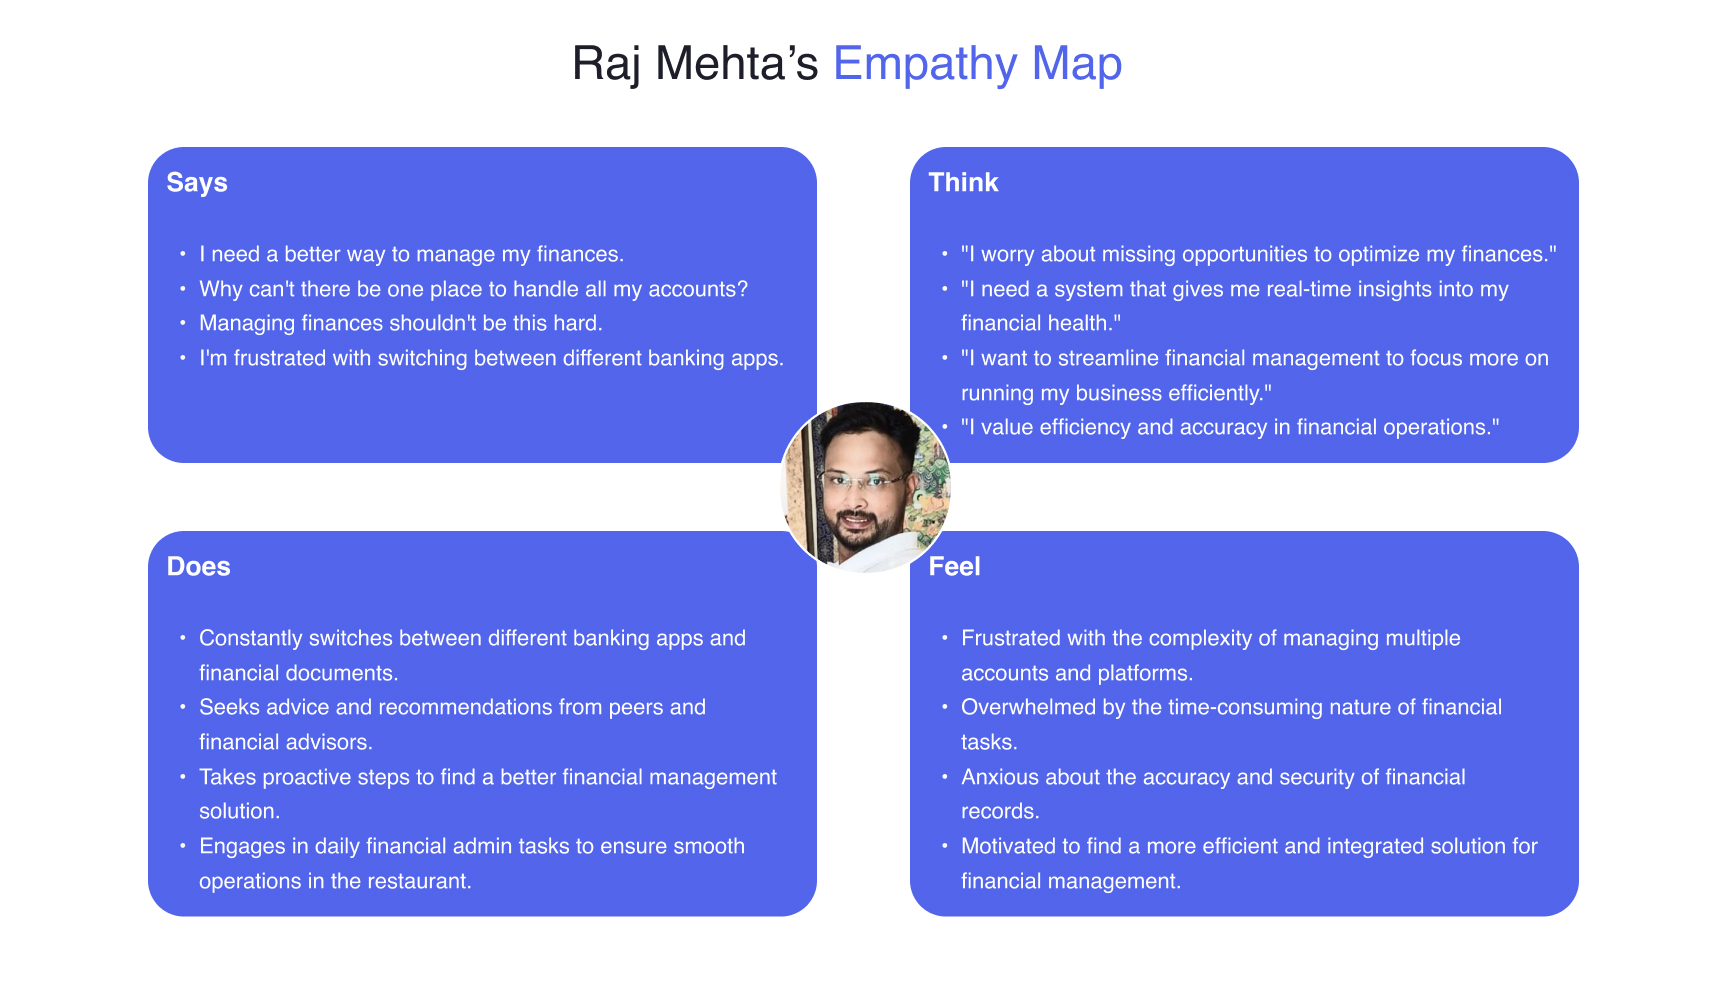 Raj Mehta’s Empathy Map
Says
• I need a better way to manage my finances.
• Why can't there be one place to handle all my accounts?
• Managing finances shouldn't be this hard.
• I'm frustrated with switching between different banking apps.
Think
• "I worry about missing opportunities to optimize my finances."
• "I need a system that gives me real-time insights into my
financial health."
• "I want to streamline financial management to focus more on
running my business efficiently."
• "I value efficiency and accuracy in financial operations."
Does
• Constantly switches between different banking apps and
financial documents.
• Seeks advice and recommendations from peers and
financial advisors.
• Takes proactive steps to find a better financial management
solution.
• Engages in daily financial admin tasks to ensure smooth
operations in the restaurant.
Feel
• Frustrated with the complexity of managing multiple
accounts and platforms.
• Overwhelmed by the time-consuming nature of financial
tasks.
• Anxious about the accuracy and security of financial
records.
• Motivated to find a more efficient and integrated solution for
financial management.